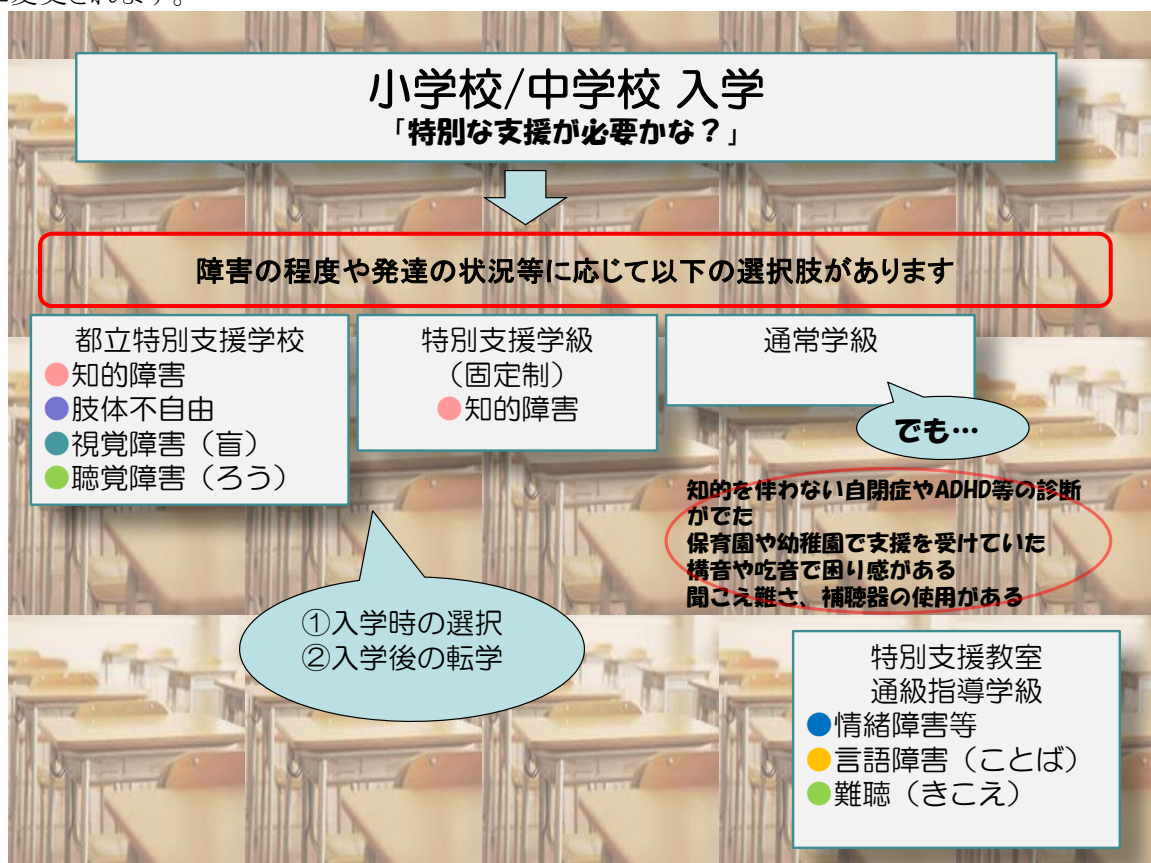 変更されます。
小学校/中学校 入学
「特別な支援が必要かな？」
障害の程度や発達の状況等に応じて以下の選択肢があります
都立特別支援学校
●知的障害
●肢体不自由
●視覚障害（盲）
●聴覚障害（ろう）
特別支援学級
（固定制）
●知的障害
通常学級
でも…
知的を伴わない自閉症やADHD等の診断
がでた
保育園や幼稚園で支援を受けていた
構音や吃音で困り感がある
聞こえ難さ、補聴器の使用がある
①入学時の選択
②入学後の転学
特別支援教室
通級指導学級
●情緒障害等
●言語障害（ことば）
●難聴（きこえ）